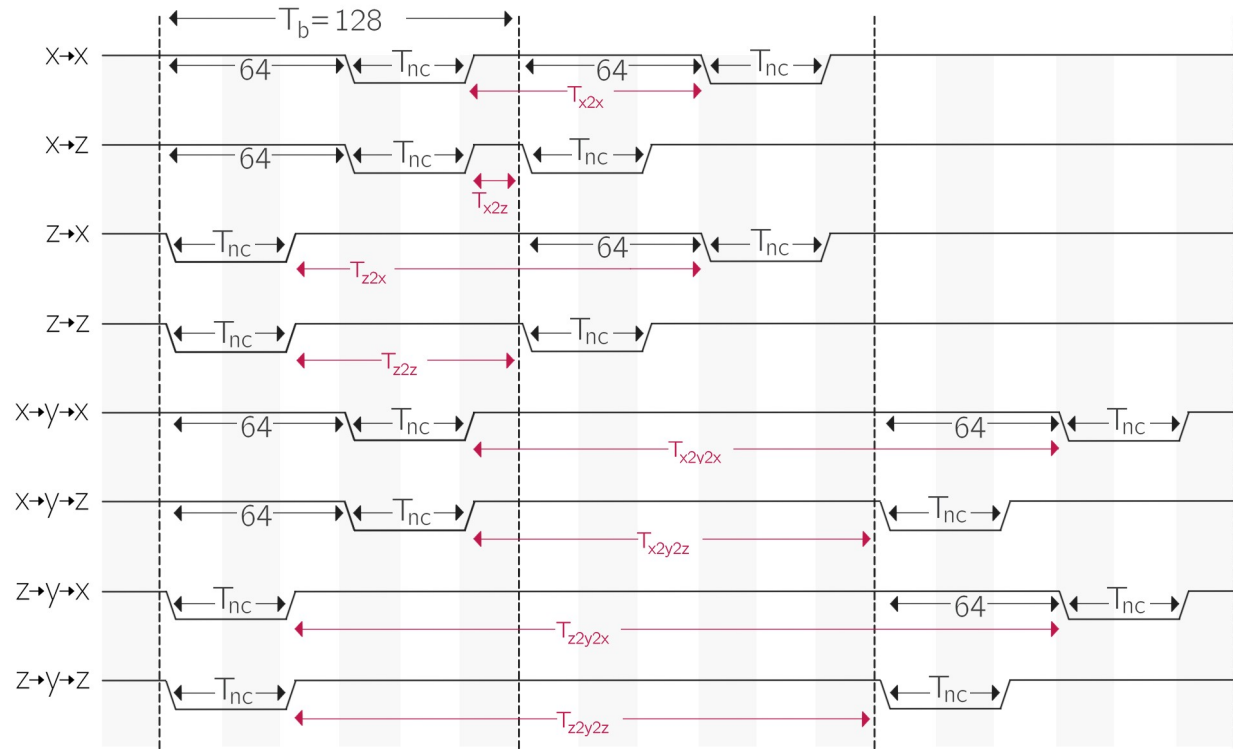 T_b=128
X→X 64 T_nc 64 T_nc
T_x2x
X→Z 64 T_nc T_nc
T_x2z
Z→X T_nc 64 T_nc
T_z2x
Z→Z T_nc T_nc
T_z2z
X→y→X 64 T_nc 64 T_nc
T_x2y2x
X→y→Z 64 T_nc T_nc
T_x2y2z
Z→y→X T_nc 64 T_nc
T_z2y2x
Z→y→Z T_nc T_nc
T_z2y2z